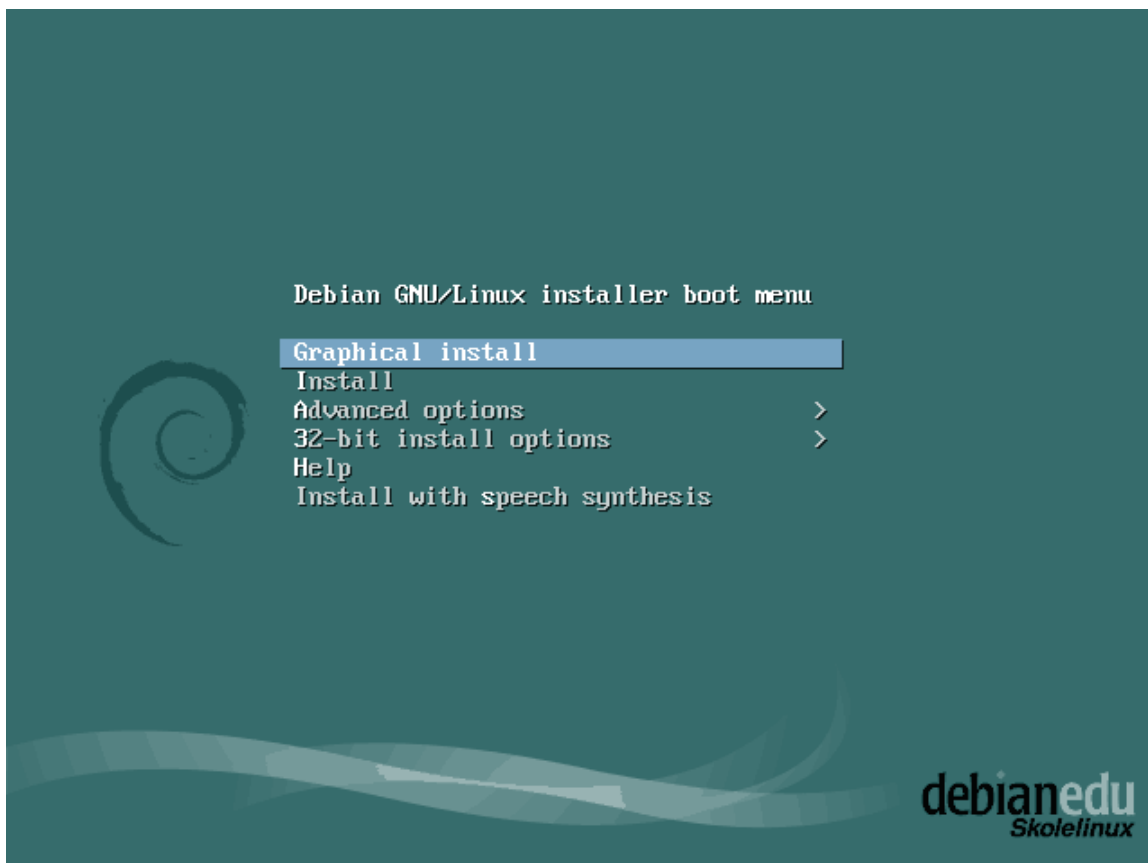 Debian GNU/Linux installer boot menu
Graphical install
Install
Advanced options >
32-bit install options >
Help
Install with speech synthesis
debianedu
Skolelinux